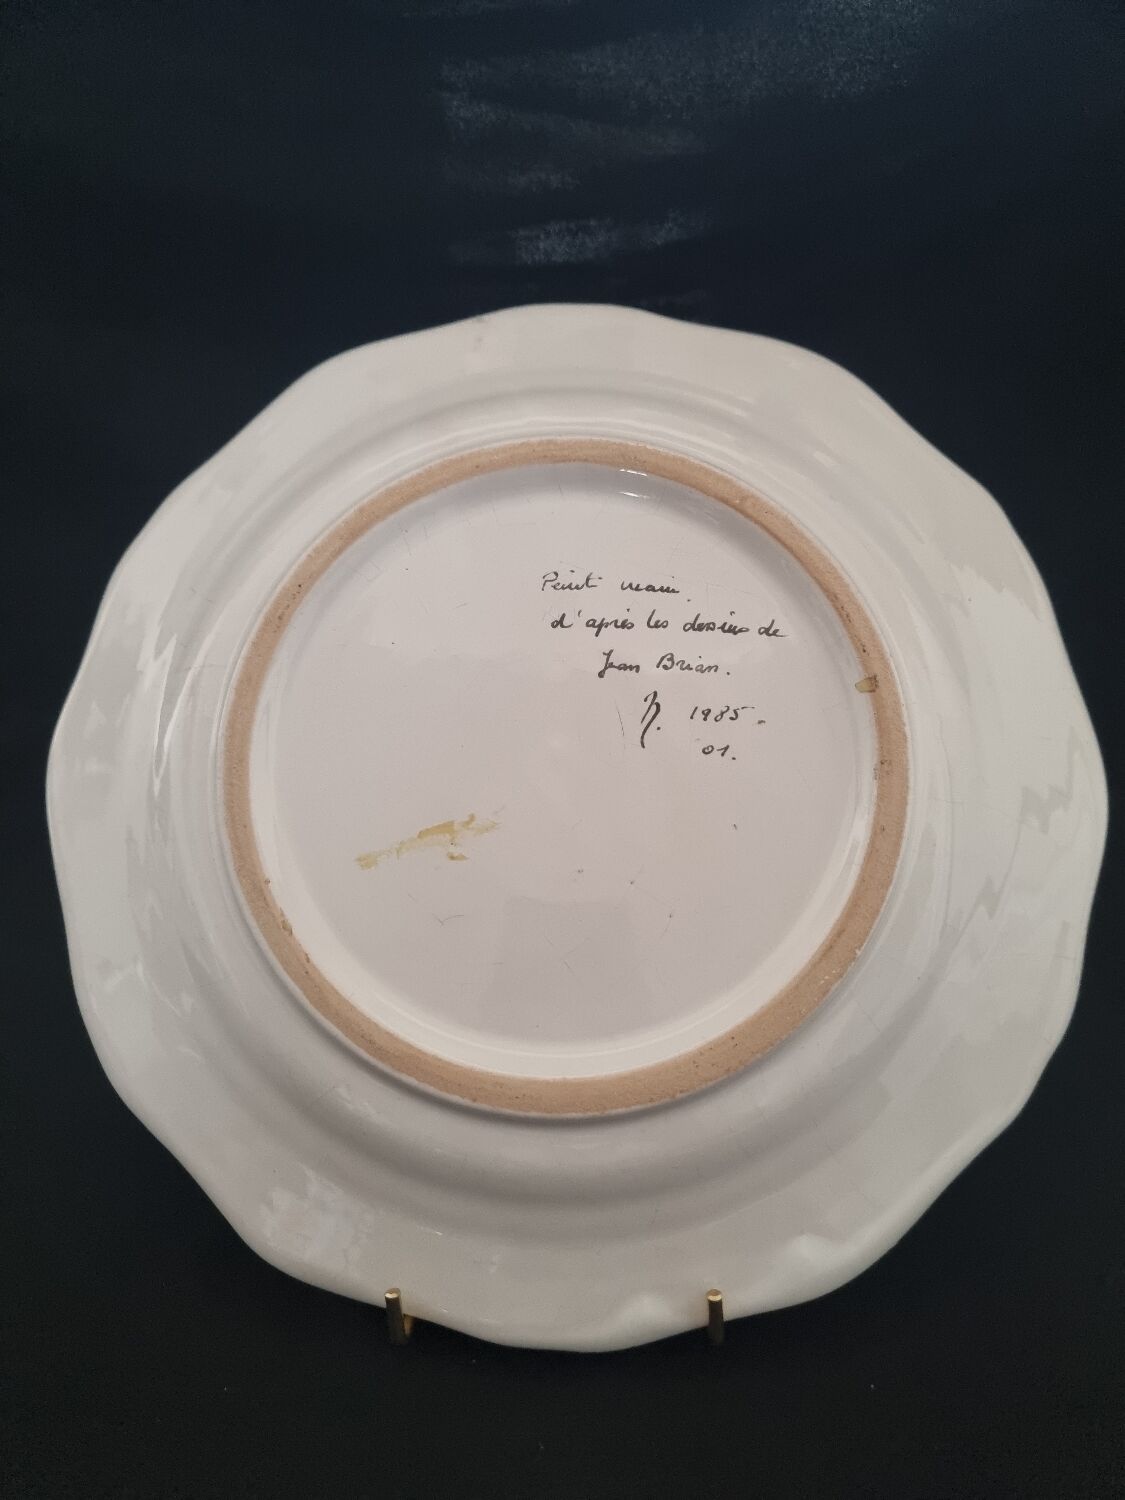 Peint main.
d'après les dessins de
Jean Brian.
1985.
01.